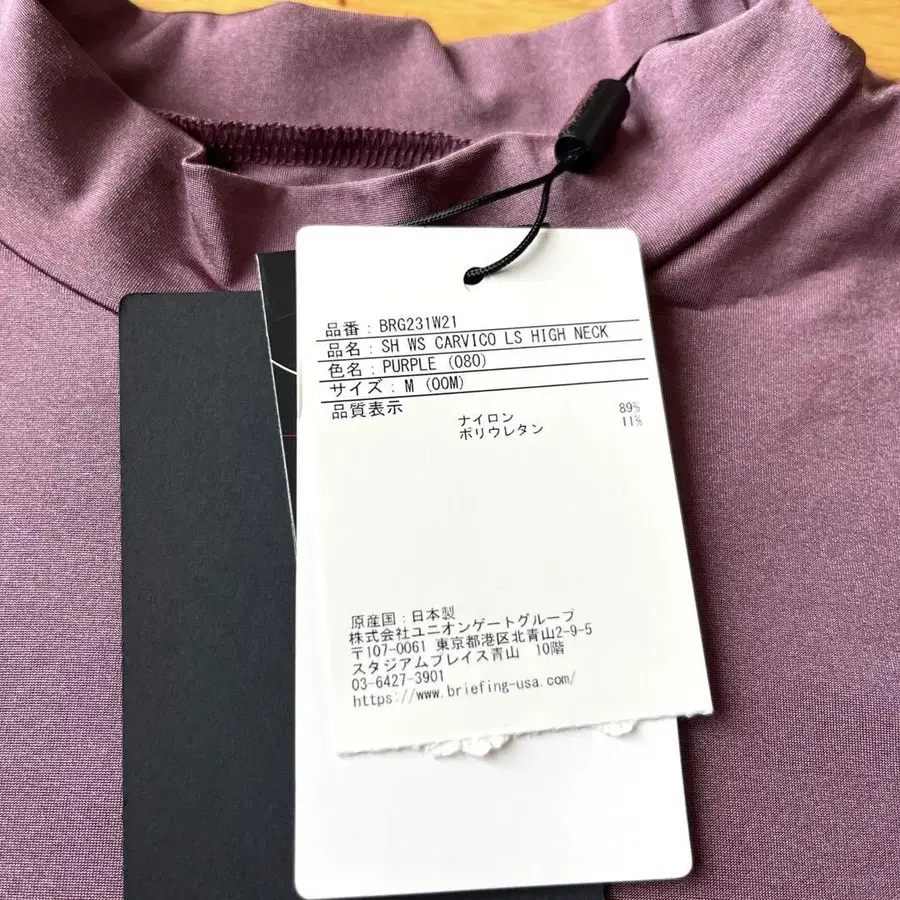 品番 : BRG231W21
品名 : SH WS CARVICO LS HIGH NECK
色名 : PURPLE (080)
サイズ : M (00M)
品質表示
ナイロン 89%
ポリウレタン 11%
原産国 : 日本製
株式会社ユニオンゲートグループ
〒107-0061 東京都港区北青山2-9-5
スタジアムプレイス青山 10階
03-6427-3901
https://www.briefing-usa.com/